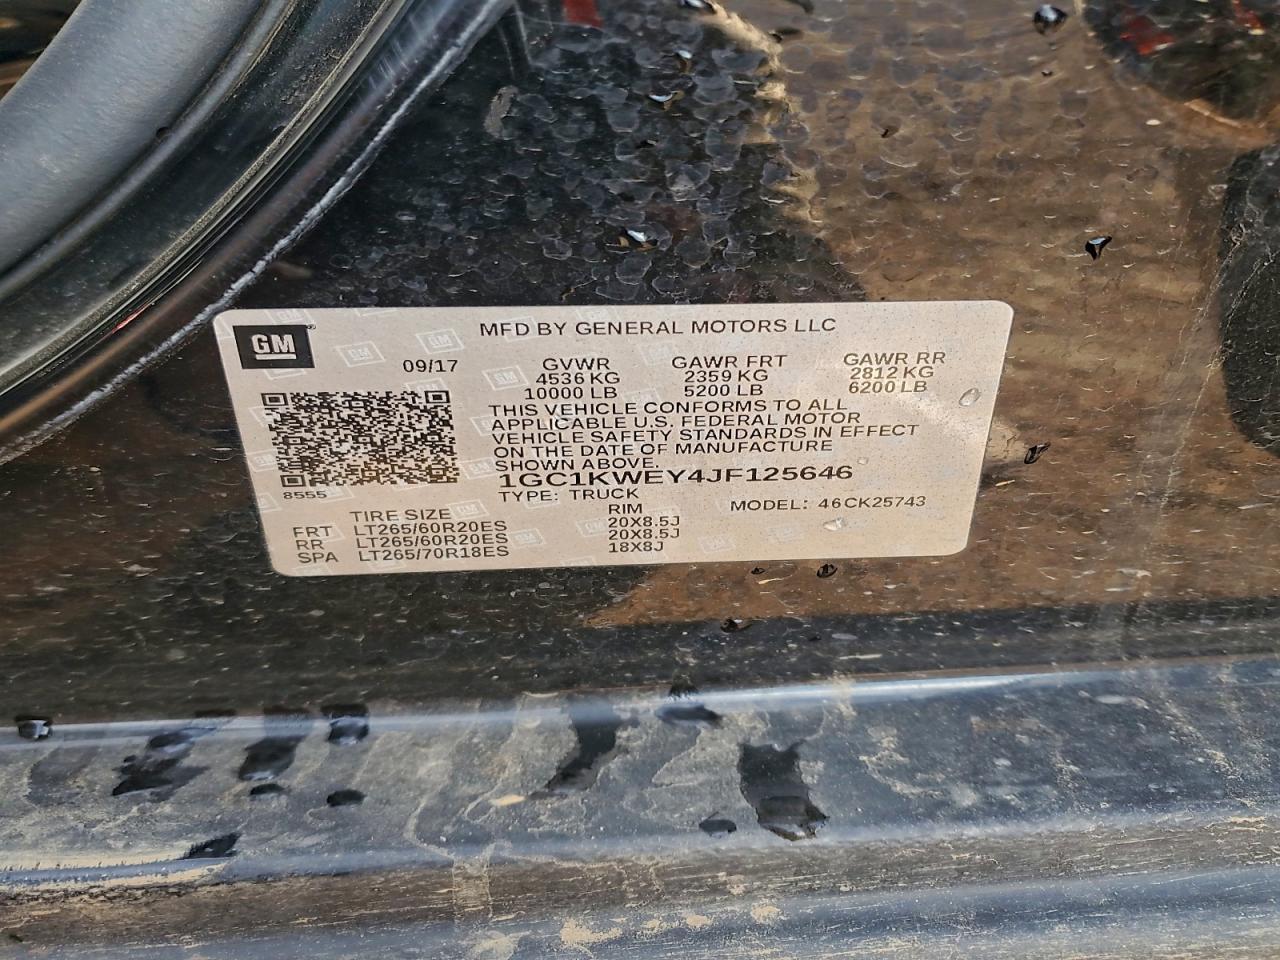 GM
MFD BY GENERAL MOTORS LLC
09/17 GVWR GAWR FRT GAWR RR
4536 KG 2359 KG 2812 KG
10000 LB 5200 LB 6200 LB
THIS VEHICLE CONFORMS TO ALL
APPLICABLE U.S. FEDERAL MOTOR
VEHICLE SAFETY STANDARDS IN EFFECT
ON THE DATE OF MANUFACTURE
SHOWN ABOVE.
1GC1KWEY4JF125646
8555 TYPE: TRUCK MODEL: 46CK25743
TIRE SIZE RIM
FRT LT265/60R20ES 20X8.5J
RR LT265/60R20ES 20X8.5J
SPA LT265/70R18ES 18X8J